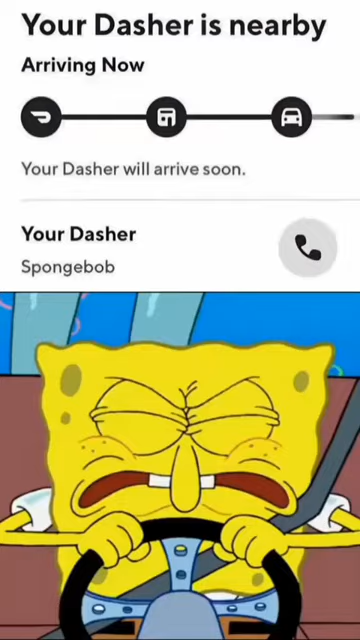 Your Dasher is nearby
Arriving Now
Your Dasher will arrive soon.
Your Dasher
Spongebob